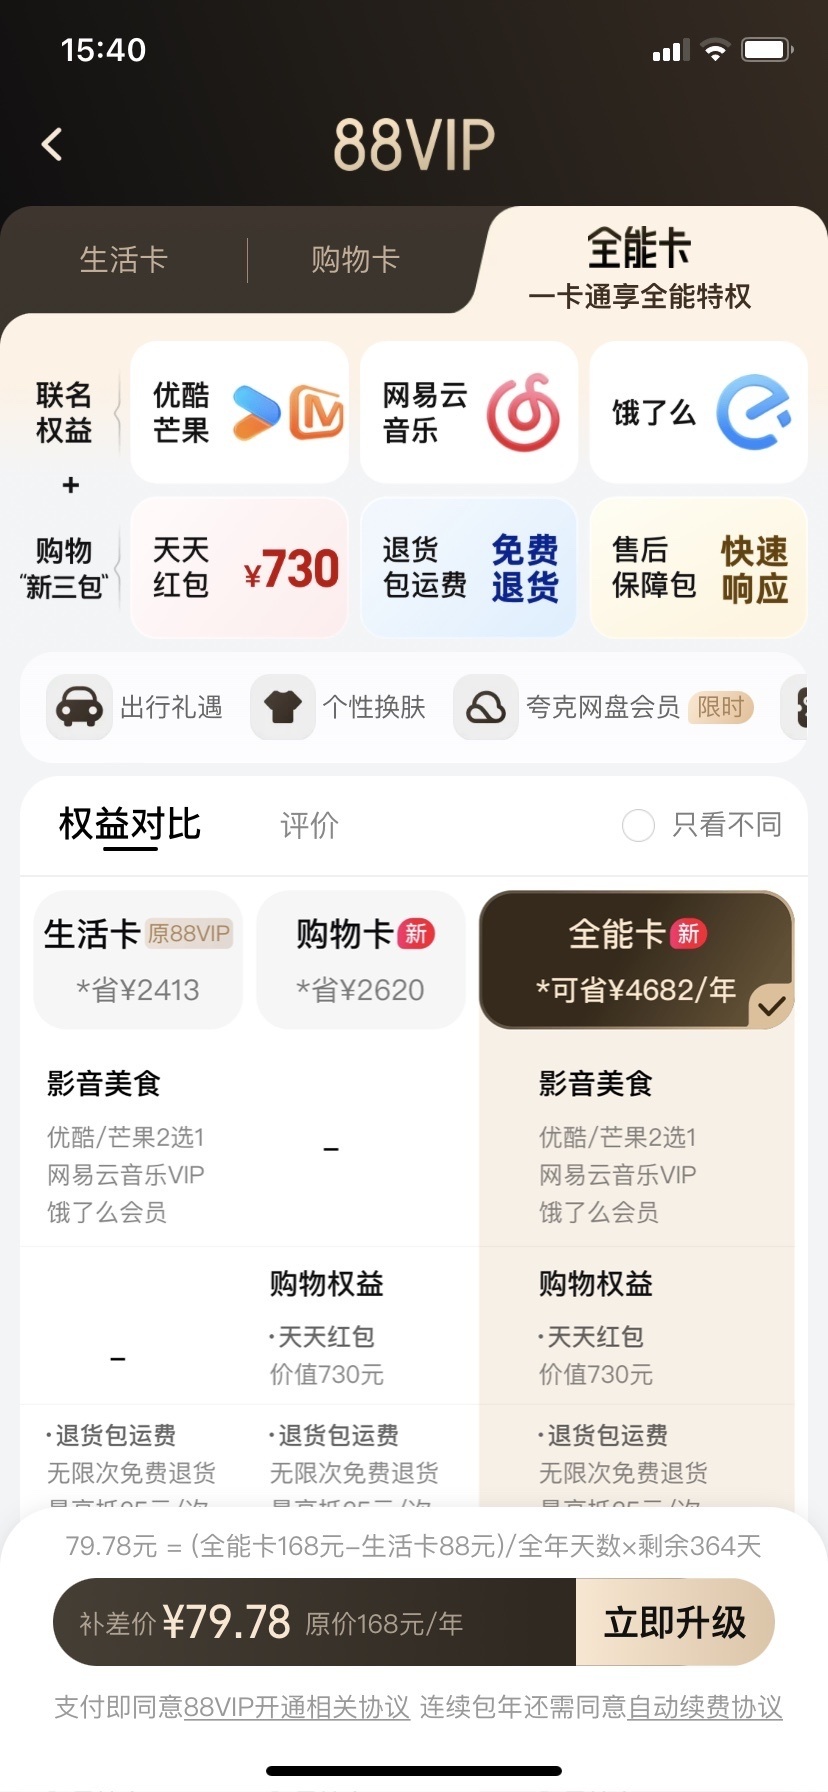 15:40
88VIP
生活卡
购物卡
全能卡
一卡通享全能特权
联名
权益
+
优酷
芒果
网易云
音乐
饿了么
购物
“新三包”
天天
红包
¥730
退货
包运费
免费
退货
售后
保障包
快速
响应
出行礼遇
个性换肤
夸克网盘会员
限时
权益对比
评价
只看不同
生活卡 原88VIP
*省¥2413
购物卡 新
*省¥2620
全能卡 新
*可省¥4682/年
影音美食
优酷/芒果2选1
网易云音乐VIP
饿了么会员
–
影音美食
优酷/芒果2选1
网易云音乐VIP
饿了么会员
–
购物权益
·天天红包
价值730元
购物权益
·天天红包
价值730元
·退货包运费
无限次免费退货
·退货包运费
无限次免费退货
·退货包运费
无限次免费退货
79.78元 = (全能卡168元–生活卡88元)/全年天数×剩余364天
补差价 ¥79.78 原价168元/年
立即升级
支付即同意88VIP开通相关协议 连续包年还需同意自动续费协议